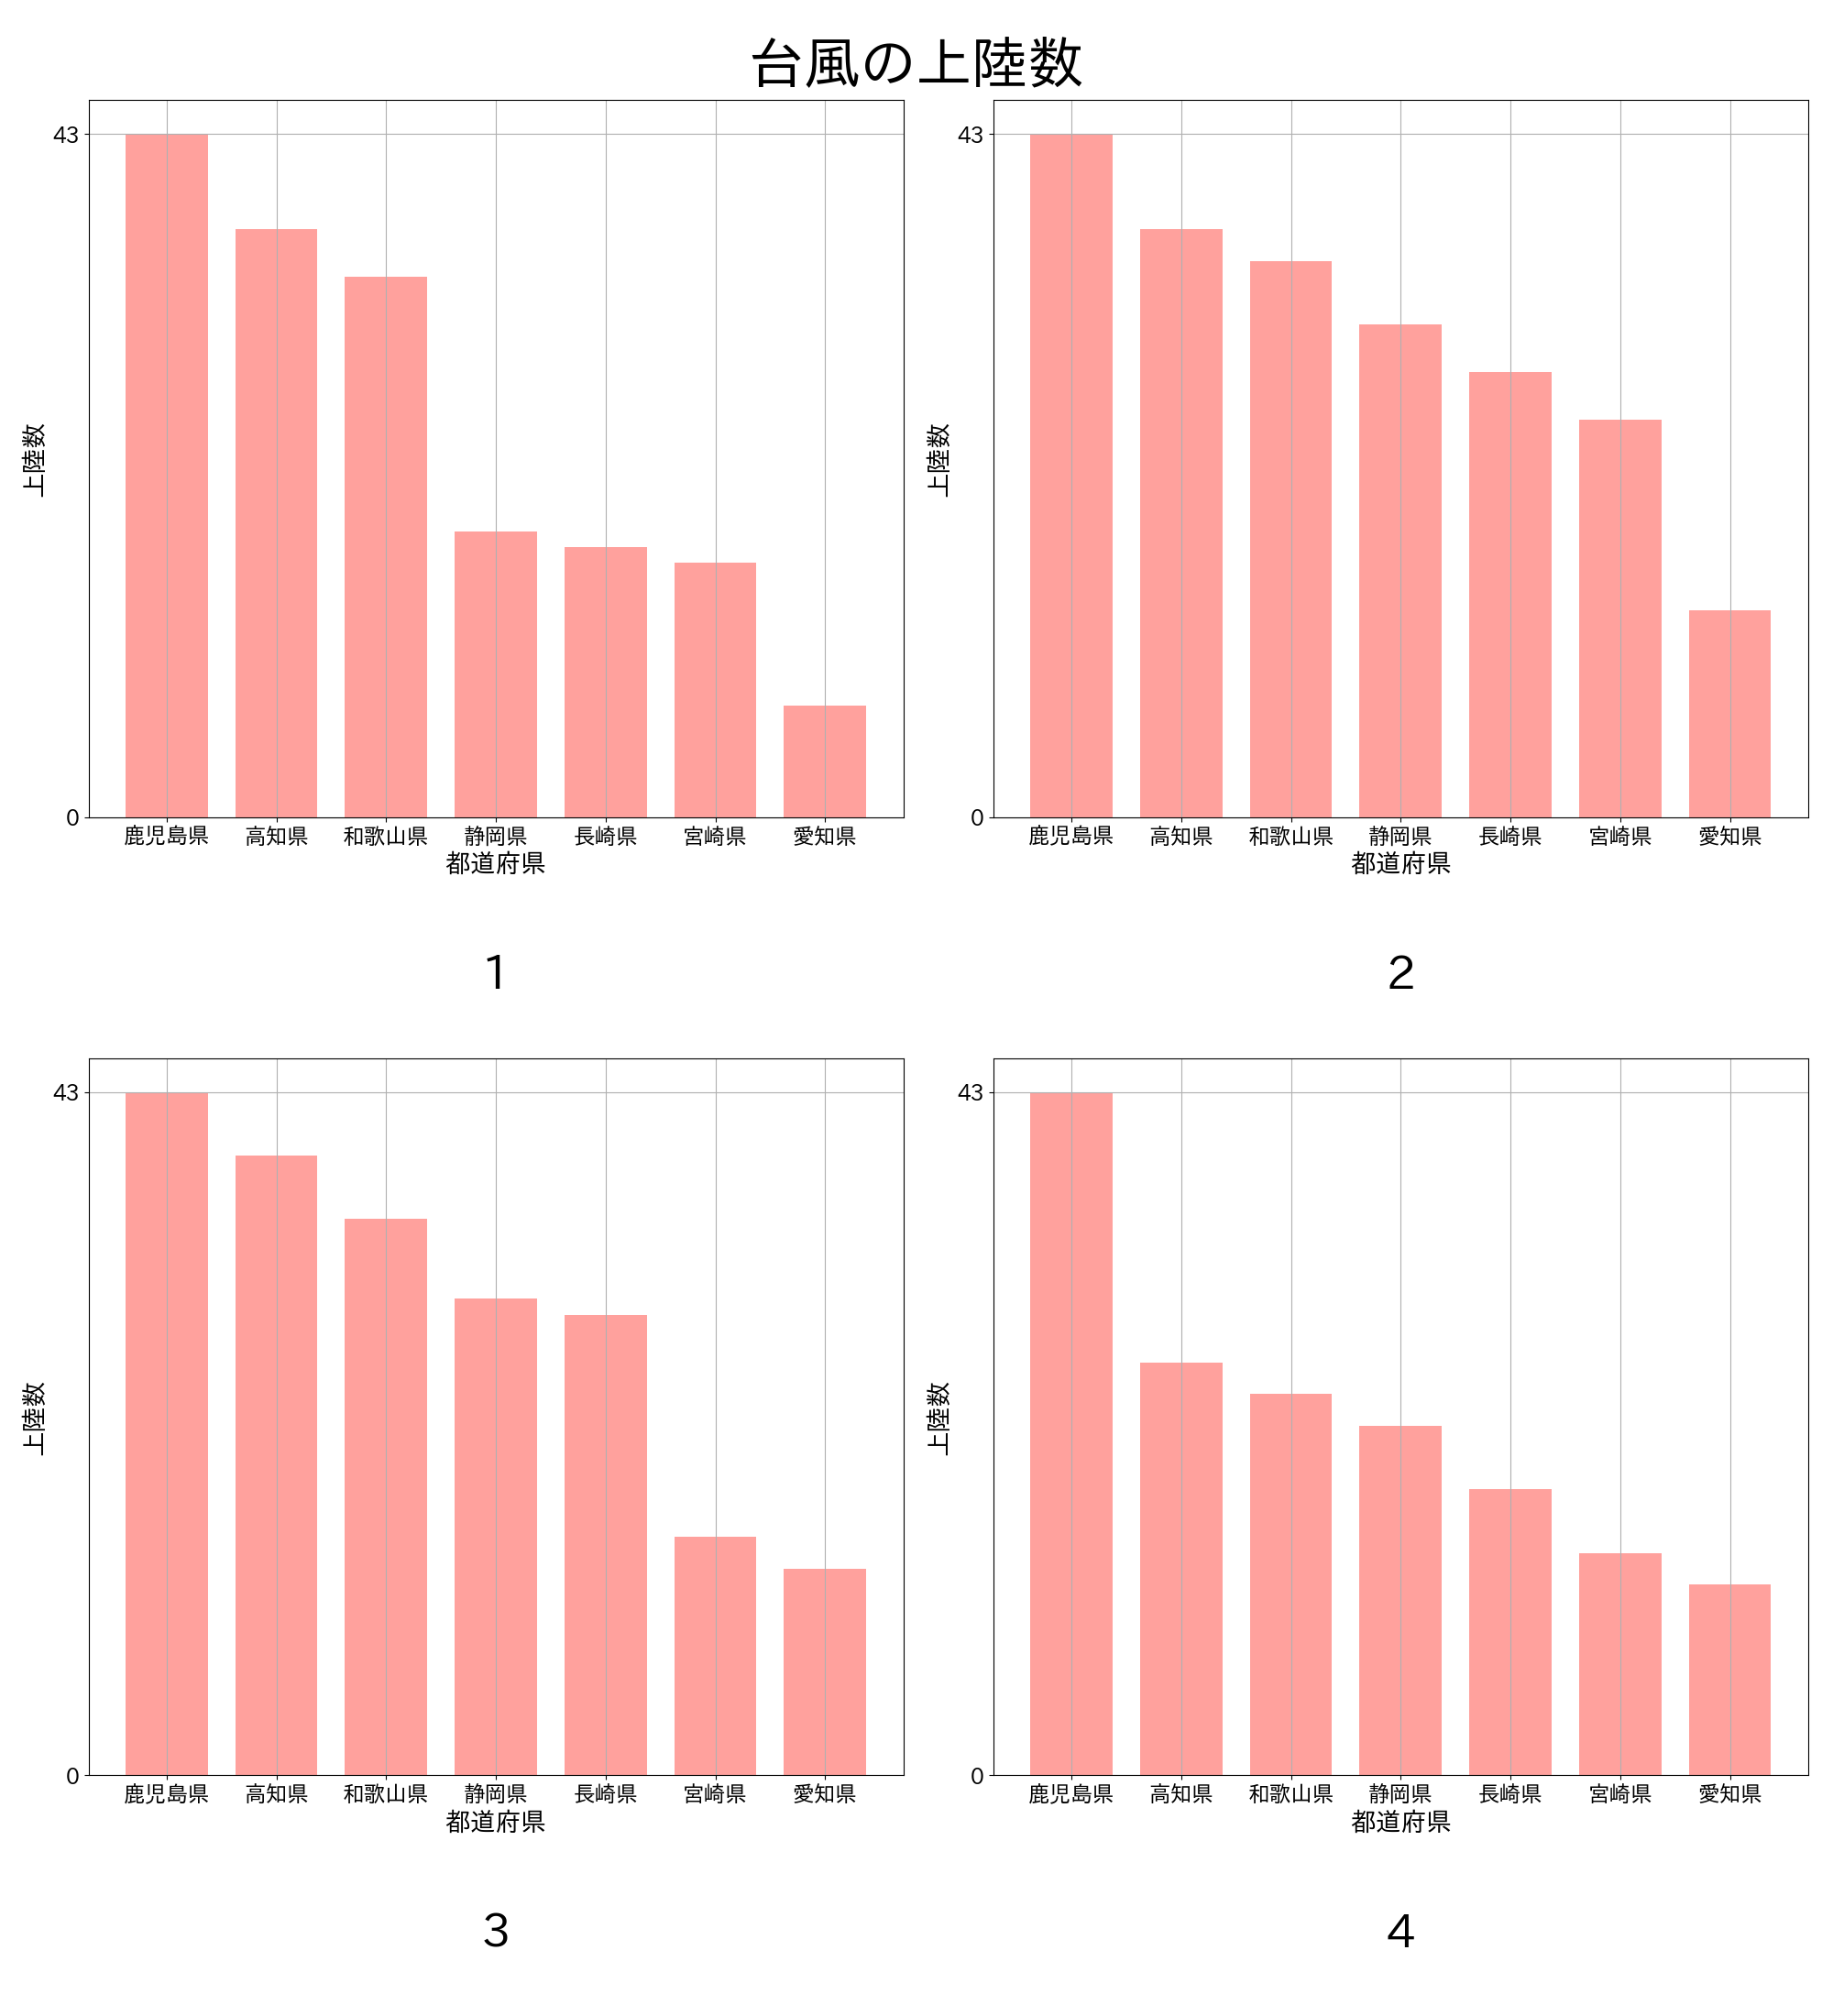 台風の上陸数
43
0
上陸数
鹿児島県 高知県 和歌山県 静岡県 長崎県 宮崎県 愛知県
都道府県
1
43
0
上陸数
鹿児島県 高知県 和歌山県 静岡県 長崎県 宮崎県 愛知県
都道府県
2
43
0
上陸数
鹿児島県 高知県 和歌山県 静岡県 長崎県 宮崎県 愛知県
都道府県
3
43
0
上陸数
鹿児島県 高知県 和歌山県 静岡県 長崎県 宮崎県 愛知県
都道府県
4